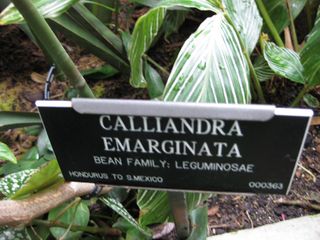 CALLIANDRA
EMARGINATA
BEAN FAMILY: LEGUMINOSAE
HONDURUS TO S.MEXICO
000363